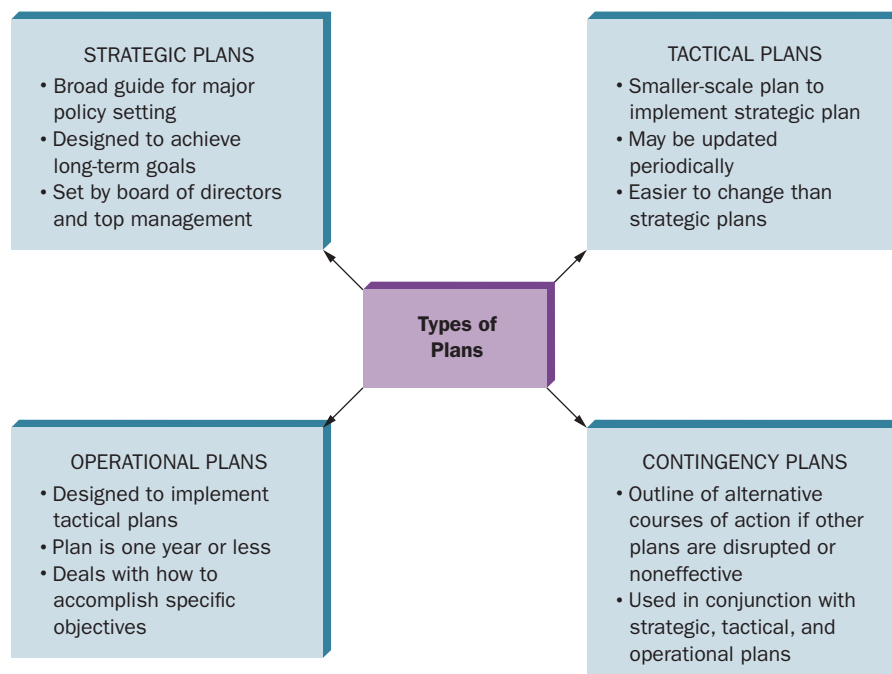 STRATEGIC PLANS
• Broad guide for major
policy setting
• Designed to achieve
long-term goals
• Set by board of directors
and top management
TACTICAL PLANS
• Smaller-scale plan to
implement strategic plan
• May be updated
periodically
• Easier to change than
strategic plans
Types of
Plans
OPERATIONAL PLANS
• Designed to implement
tactical plans
• Plan is one year or less
• Deals with how to
accomplish specific
objectives
CONTINGENCY PLANS
• Outline of alternative
courses of action if other
plans are disrupted or
noneffective
• Used in conjunction with
strategic, tactical, and
operational plans